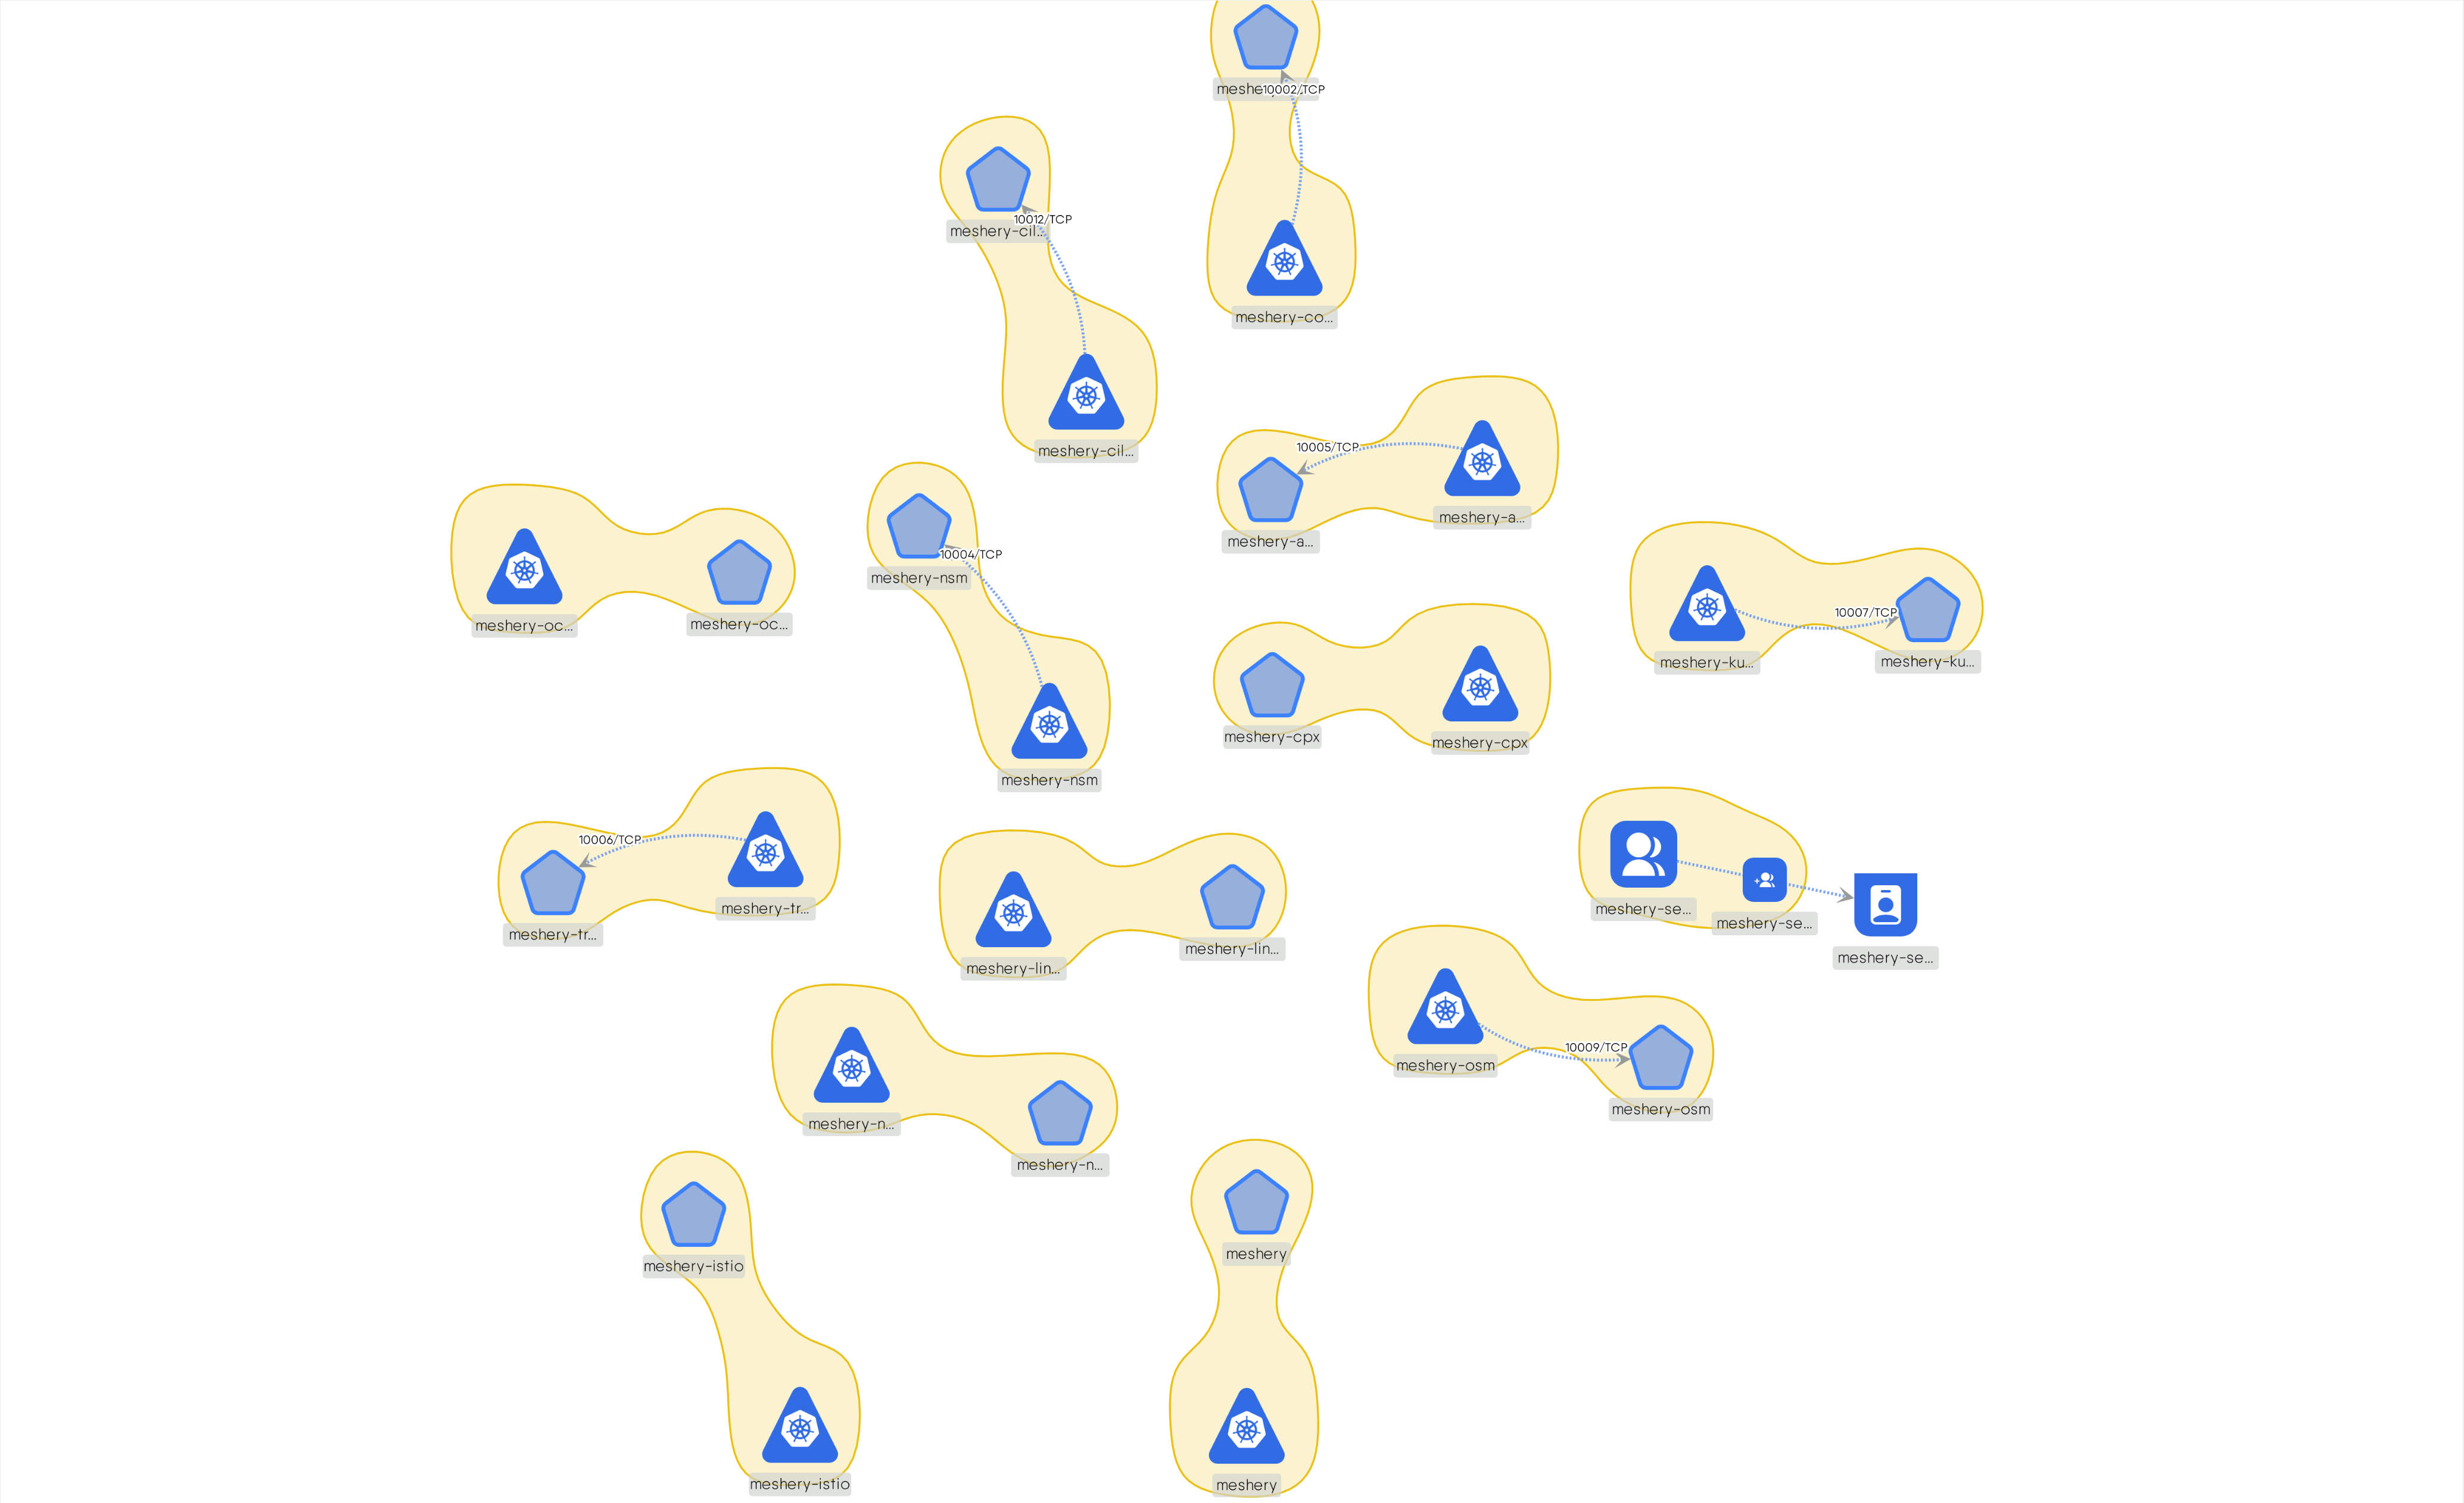 10002/TCP
10012/TCP
meshery-cil...
meshery-co...
meshery-cil...
10005/TCP
meshery-a...
meshery-a...
10004/TCP
meshery-nsm
meshery-nsm
meshery-oc...
meshery-oc...
10007/TCP
meshery-ku...
meshery-ku...
meshery-cpx
meshery-cpx
10006/TCP
meshery-tr...
meshery-tr...
meshery-lin...
meshery-lin...
meshery-se...
meshery-se...
meshery-se...
10009/TCP
meshery-osm
meshery-osm
meshery-n...
meshery-n...
meshery-istio
meshery-istio
meshery
meshery